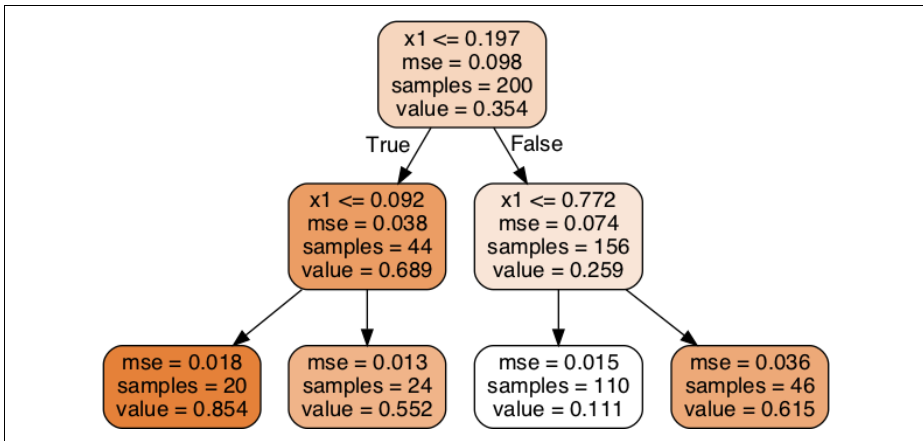 x1 <= 0.197
mse = 0.098
samples = 200
value = 0.354
True
False
x1 <= 0.092
mse = 0.038
samples = 44
value = 0.689
x1 <= 0.772
mse = 0.074
samples = 156
value = 0.259
mse = 0.018
samples = 20
value = 0.854
mse = 0.013
samples = 24
value = 0.552
mse = 0.015
samples = 110
value = 0.111
mse = 0.036
samples = 46
value = 0.615